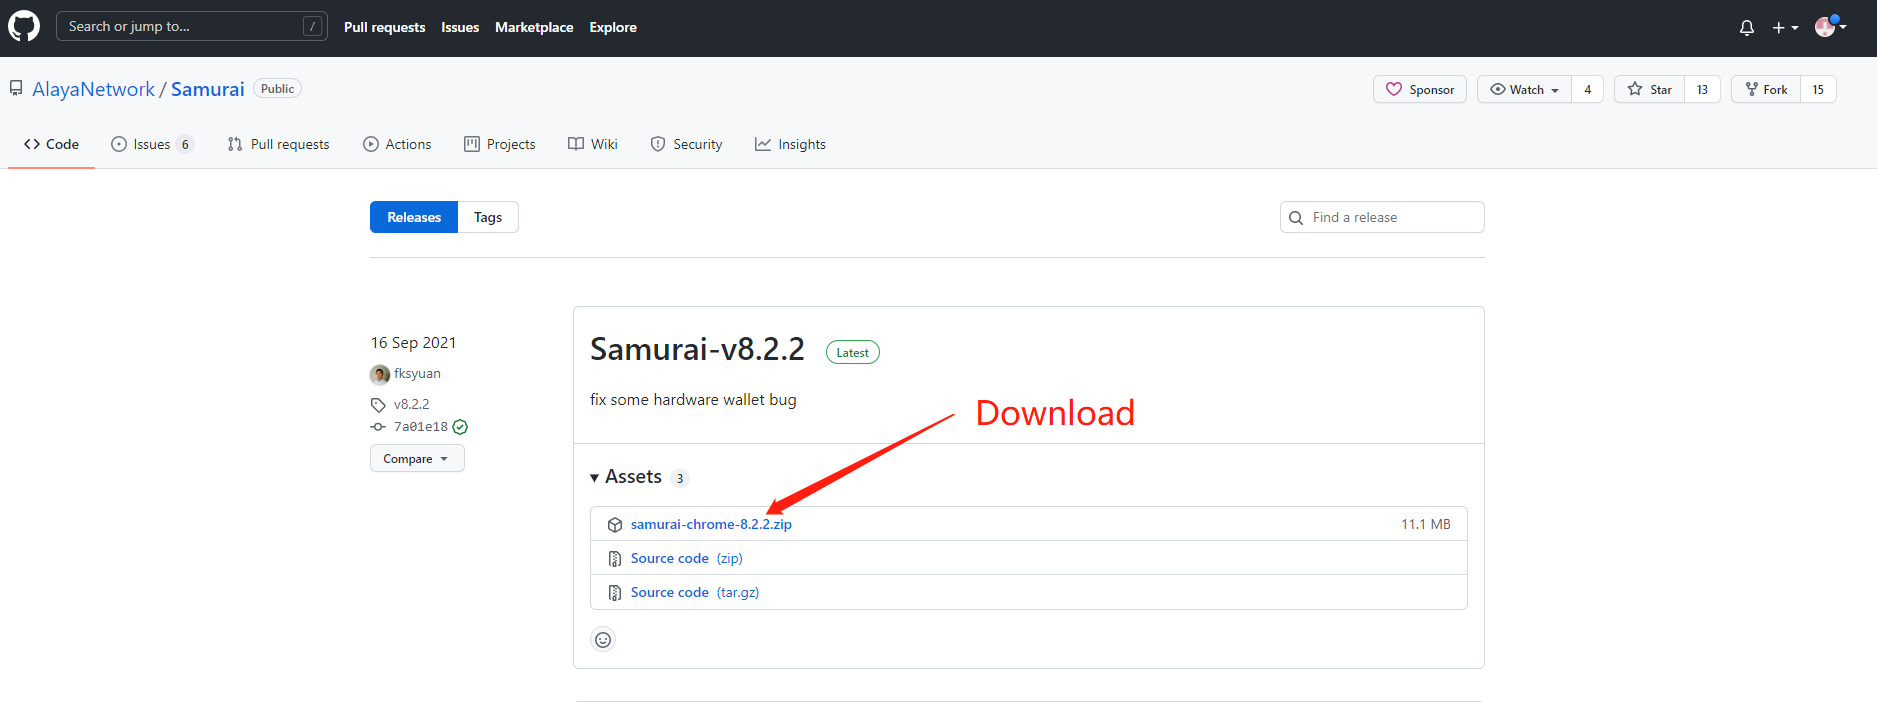 Search or jump to... /
Pull requests Issues Marketplace Explore
AlayaNetwork / Samurai Public
Sponsor Watch 4 Star 13 Fork 15
Code Issues 6 Pull requests Actions Projects Wiki Security Insights
Releases Tags
Find a release
16 Sep 2021
fksyuan
v8.2.2
7a01e18
Compare
Samurai-v8.2.2 Latest
fix some hardware wallet bug
Download
Assets 3
samurai-chrome-8.2.2.zip 11.1 MB
Source code (zip)
Source code (tar.gz)